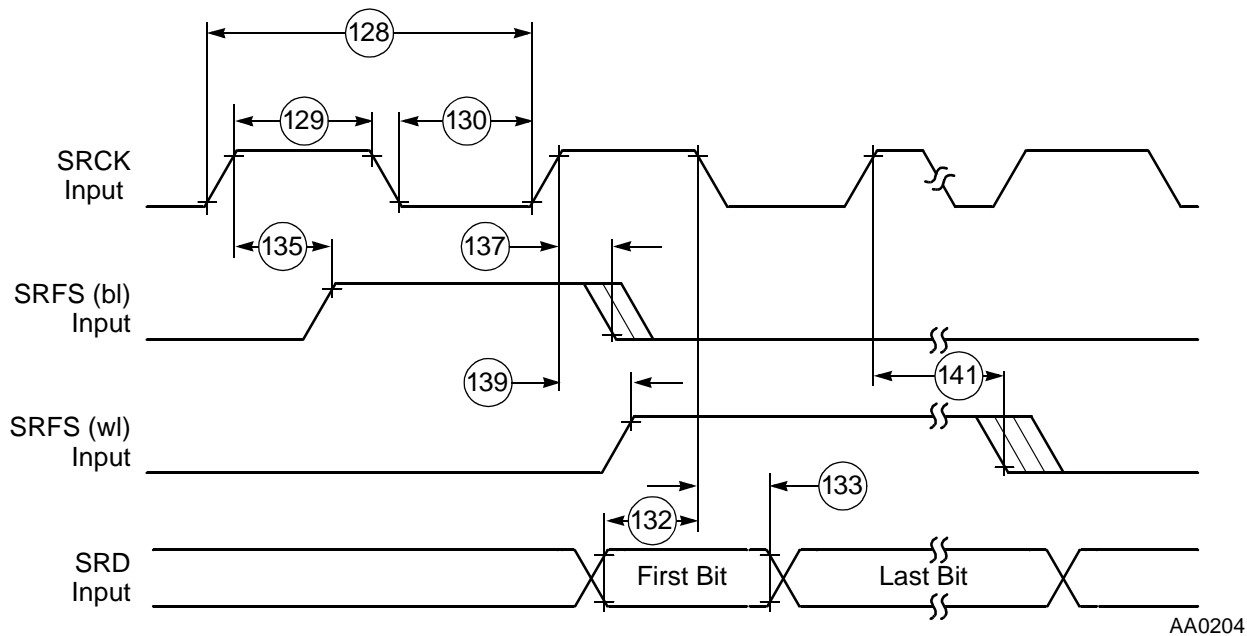 128
129
130
SRCK
Input
135
137
SRFS (bl)
Input
139
141
SRFS (wl)
Input
133
132
SRD
Input
First Bit
Last Bit
AA0204